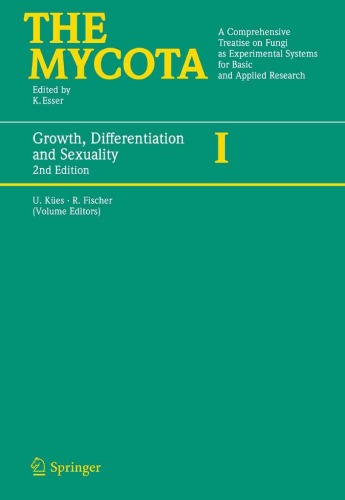 THE
MYCOTA
Edited by
K. Esser
A Comprehensive
Treatise on Fungi
as Experimental Systems
for Basic
and Applied Research
Growth, Differentiation
and Sexuality
2nd Edition
I
U. Kües · R. Fischer
(Volume Editors)
Springer